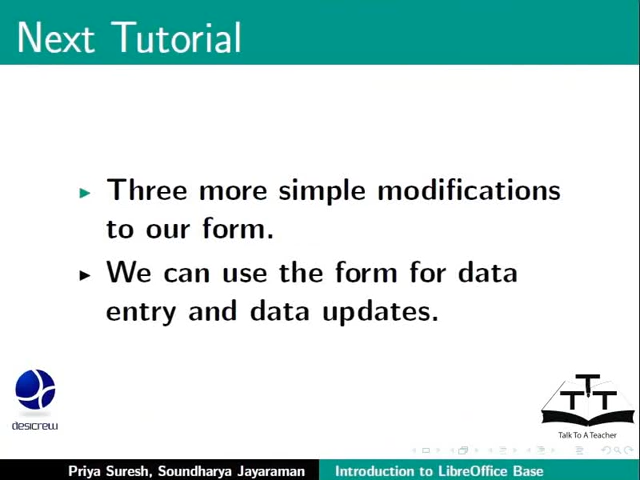 Next Tutorial
Three more simple modifications
to our form.
We can use the form for data
entry and data updates.
desicrew
T T T
Talk To A Teacher
Priya Suresh, Soundharya Jayaraman
Introduction to LibreOffice Base